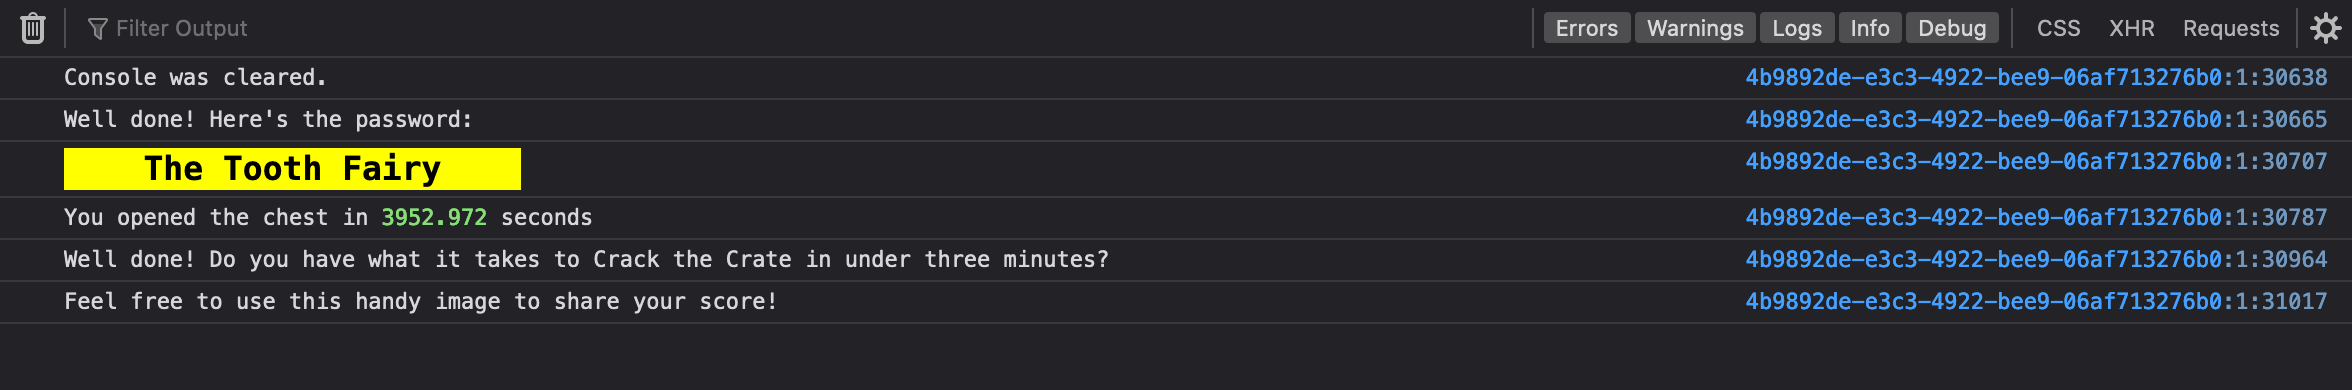 Filter Output Errors Warnings Logs Info Debug CSS XHR Requests
Console was cleared. 4b9892de-e3c3-4922-bee9-06af713276b0:1:30638
Well done! Here's the password: 4b9892de-e3c3-4922-bee9-06af713276b0:1:30665
The Tooth Fairy 4b9892de-e3c3-4922-bee9-06af713276b0:1:30707
You opened the chest in 3952.972 seconds 4b9892de-e3c3-4922-bee9-06af713276b0:1:30787
Well done! Do you have what it takes to Crack the Crate in under three minutes? 4b9892de-e3c3-4922-bee9-06af713276b0:1:30964
Feel free to use this handy image to share your score! 4b9892de-e3c3-4922-bee9-06af713276b0:1:31017